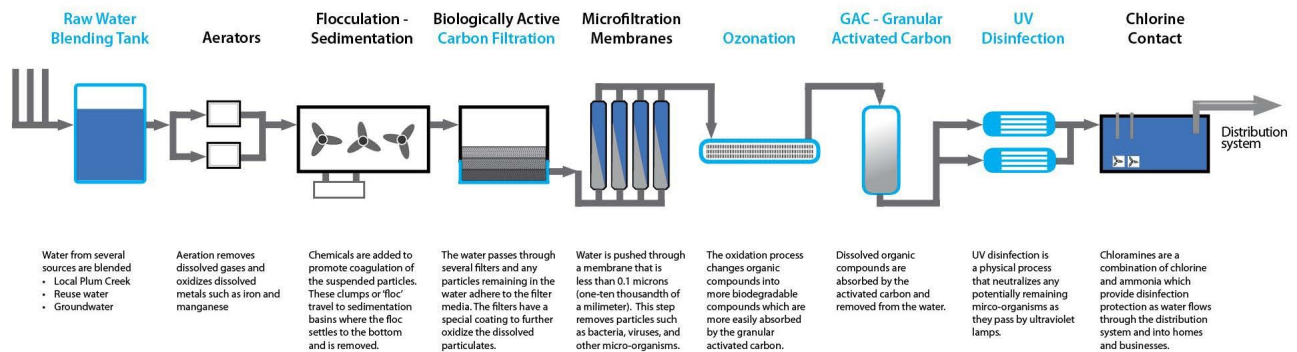 Raw Water
Blending Tank
Aerators
Flocculation -
Sedimentation
Biologically Active
Carbon Filtration
Microfiltration
Membranes
Ozonation
GAC - Granular
Activated Carbon
UV
Disinfection
Chlorine
Contact
Distribution
system
Water from several
sources are blended
• Local Plum Creek
• Reuse water
• Groundwater
Aeration removes
dissolved gases and
oxidizes dissolved
metals such as iron and
manganese
Chemicals are added to
promote coagulation of
the suspended particles.
These clumps or 'floc'
travel to sedimentation
basins where the floc
settles to the bottom
and is removed.
The water passes through
several filters and any
particles remaining in the
water adhere to the filter
media. The filters have a
special coating to further
oxidize the dissolved
particulates.
Water is pushed through
a membrane that is
less than 0.1 microns
(one-ten thousandth of
a milimeter). This step
removes particles such
as bacteria, viruses, and
other micro-organisms.
The oxidation process
changes organic
compounds into
more biodegradable
compounds which are
more easily absorbed
by the granular
activated carbon.
Dissolved organic
compounds are
absorbed by the
activated carbon and
removed from the water.
UV disinfection is
a physical process
that neutralizes any
potentially remaining
mirco-organisms as
they pass by ultraviolet
lamps.
Chloramines are a
combination of chlorine
and ammonia which
provide disinfection
protection as water flows
through the distribution
system and into homes
and businesses.